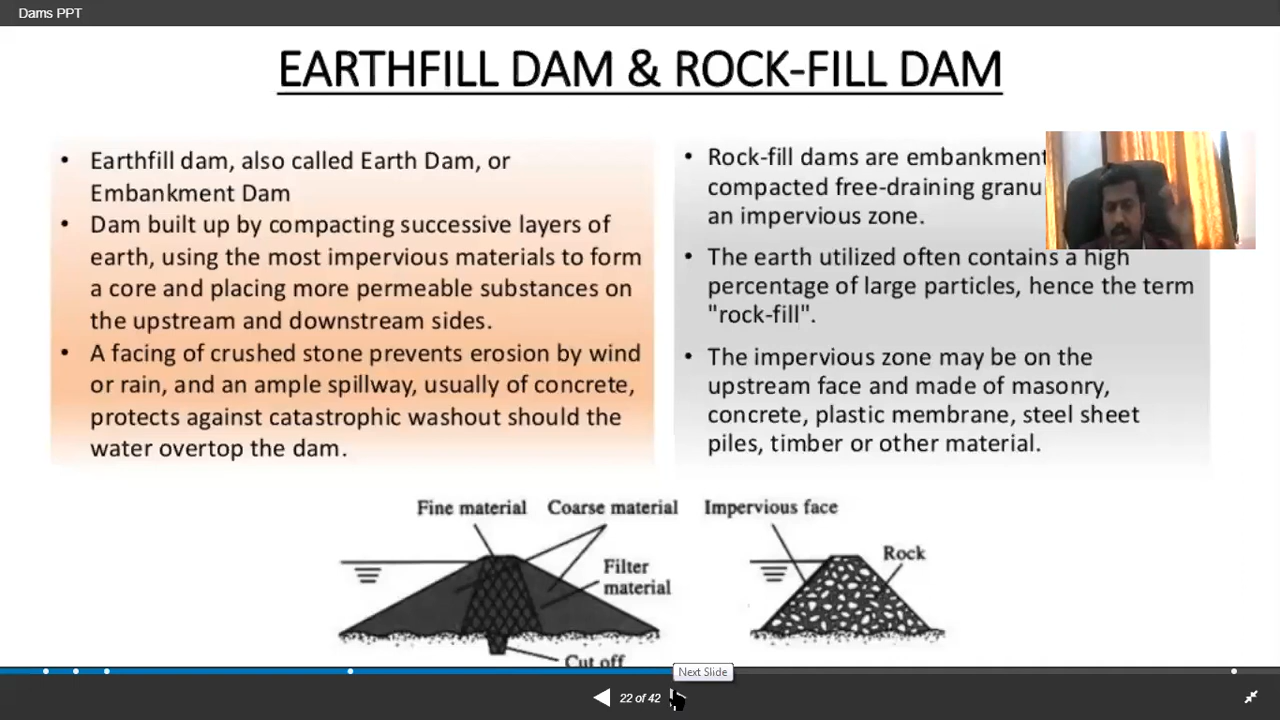 Dams PPT
EARTHFILL DAM & ROCK-FILL DAM
• Earthfill dam, also called Earth Dam, or
Embankment Dam
• Dam built up by compacting successive layers of
earth, using the most impervious materials to form
a core and placing more permeable substances on
the upstream and downstream sides.
• A facing of crushed stone prevents erosion by wind
or rain, and an ample spillway, usually of concrete,
protects against catastrophic washout should the
water overtop the dam.
• Rock-fill dams are embankment
compacted free-draining
an impervious zone.
• The earth utilized often contains a high
percentage of large particles, hence the term
"rock-fill".
• The impervious zone may be on the
upstream face and made of masonry,
concrete, plastic membrane, steel sheet
piles, timber or other material.
Fine material
Coarse material
Filter
material
Cut off
Impervious face
Rock
Next Slide
22 of 42